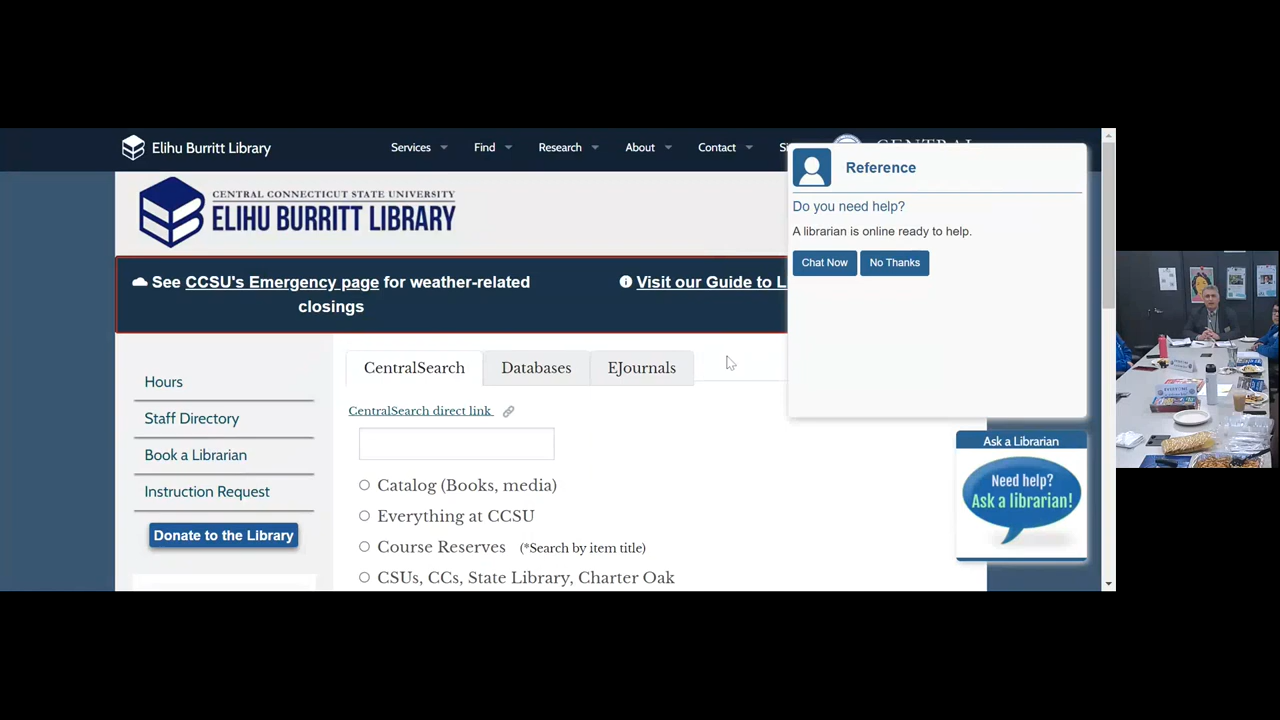 Elihu Burritt Library
Services
Find
Research
About
Contact
CENTRAL CONNECTICUT STATE UNIVERSITY
ELIHU BURRITT LIBRARY
Reference
Do you need help?
A librarian is online ready to help.
Chat Now
No Thanks
See CCSU's Emergency page for weather-related
closings
Visit our Guide to L
Hours
Staff Directory
Book a Librarian
Instruction Request
Donate to the Library
CentralSearch
Databases
EJournals
CentralSearch direct link
Catalog (Books, media)
Everything at CCSU
Course Reserves (*Search by item title)
CSUs, CCs, State Library, Charter Oak
Ask a Librarian
Need help?
Ask a librarian!